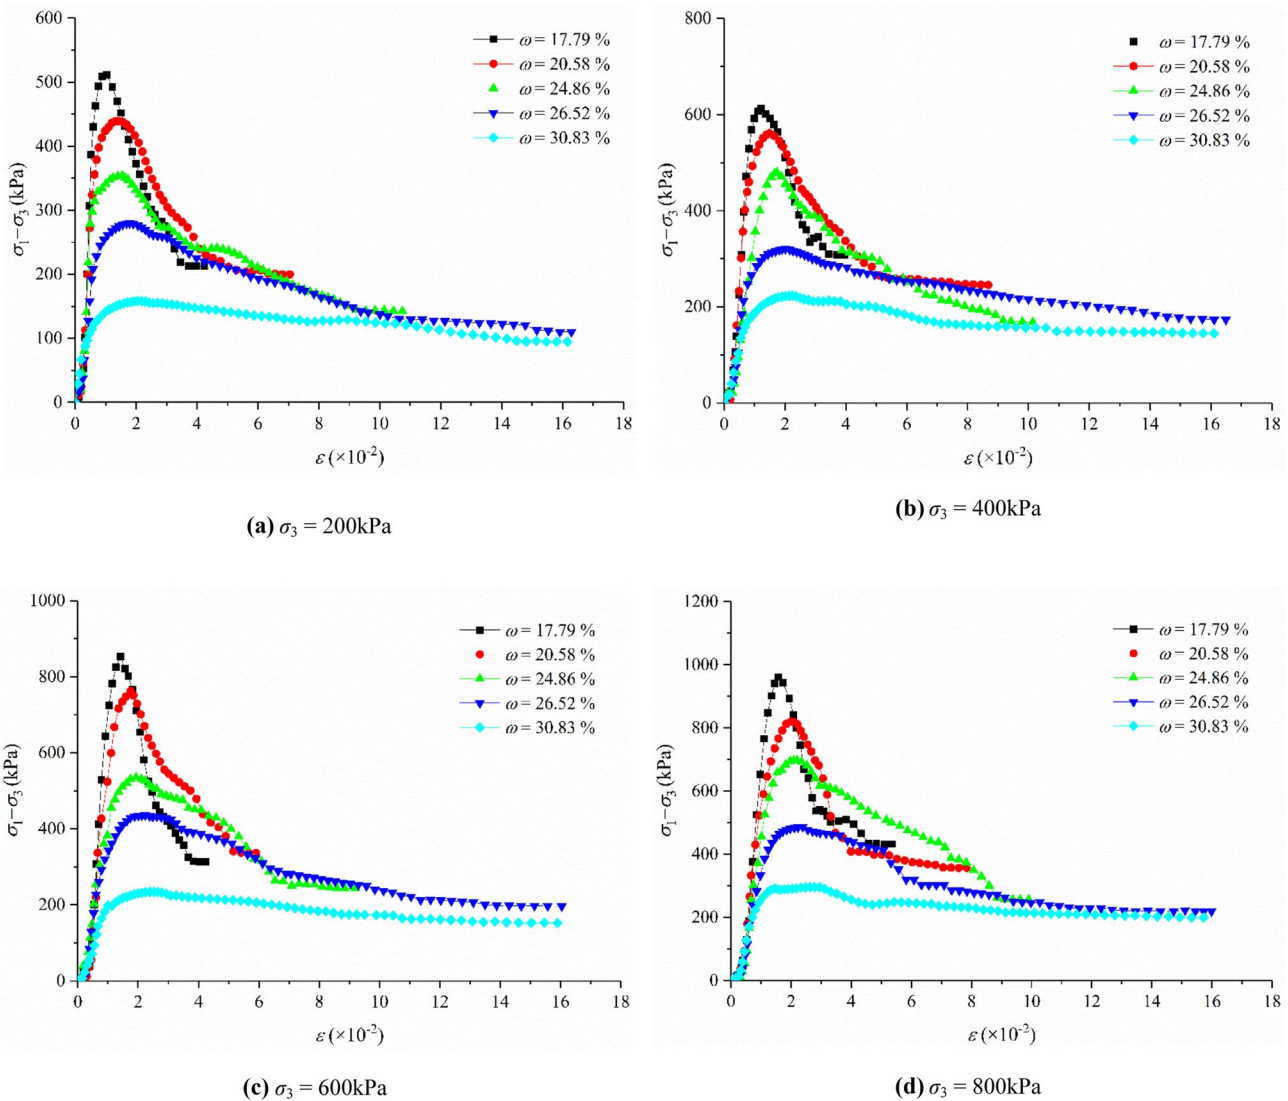 600
500
400
300
200
100
0
0 2 4 6 8 10 12 14 16 18
σ₁−σ₃ (kPa)
ε (×10⁻²)
ω = 17.79 %
ω = 20.58 %
ω = 24.86 %
ω = 26.52 %
ω = 30.83 %
(a) σ₃ = 200kPa
800
600
400
200
0
0 2 4 6 8 10 12 14 16 18
σ₁−σ₃ (kPa)
ε (×10⁻²)
ω = 17.79 %
ω = 20.58 %
ω = 24.86 %
ω = 26.52 %
ω = 30.83 %
(b) σ₃ = 400kPa
1000
800
600
400
200
0
0 2 4 6 8 10 12 14 16 18
σ₁−σ₃ (kPa)
ε (×10⁻²)
ω = 17.79 %
ω = 20.58 %
ω = 24.86 %
ω = 26.52 %
ω = 30.83 %
(c) σ₃ = 600kPa
1200
1000
800
600
400
200
0
0 2 4 6 8 10 12 14 16 18
σ₁−σ₃ (kPa)
ε (×10⁻²)
ω = 17.79 %
ω = 20.58 %
ω = 24.86 %
ω = 26.52 %
ω = 30.83 %
(d) σ₃ = 800kPa